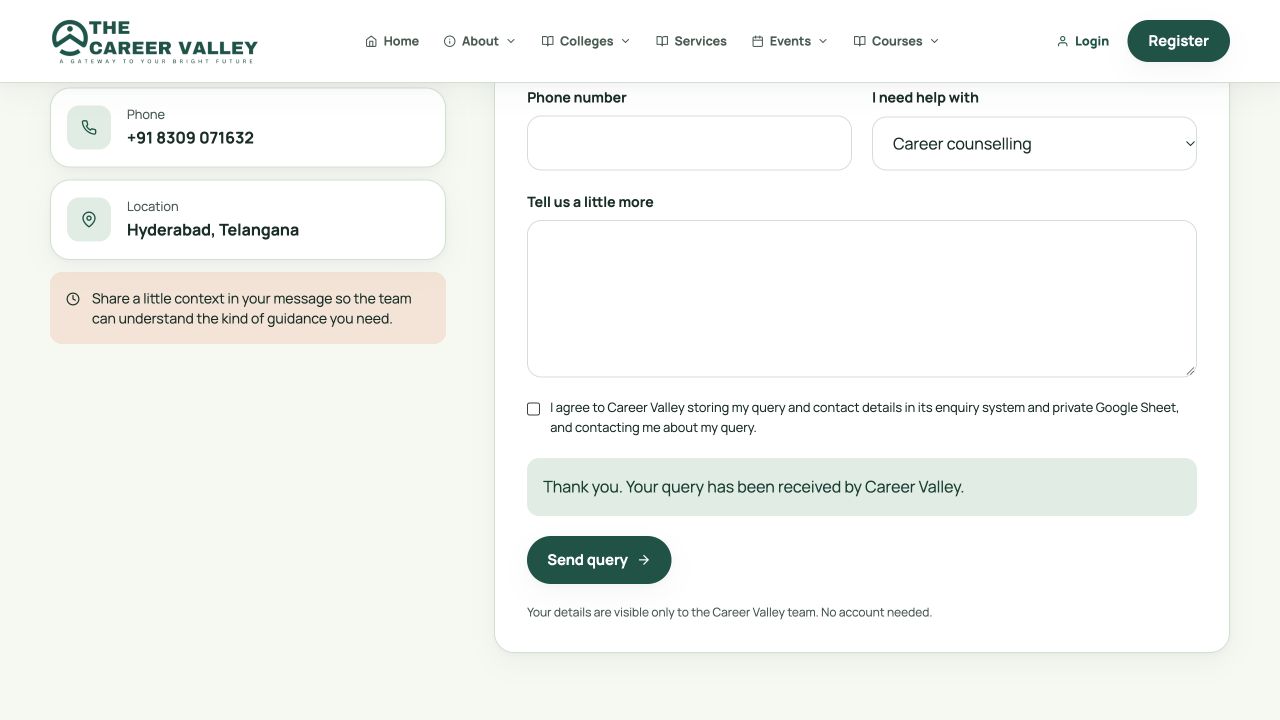 THE
CAREER VALLEY
A GATEWAY TO YOUR BRIGHT FUTURE
Home
About
Colleges
Services
Events
Courses
Login
Register
Phone
+91 8309 071632
Location
Hyderabad, Telangana
Share a little context in your message so the team
can understand the kind of guidance you need.
Phone number
I need help with
Career counselling
Tell us a little more
I agree to Career Valley storing my query and contact details in its enquiry system and private Google Sheet,
and contacting me about my query.
Thank you. Your query has been received by Career Valley.
Send query
Your details are visible only to the Career Valley team. No account needed.